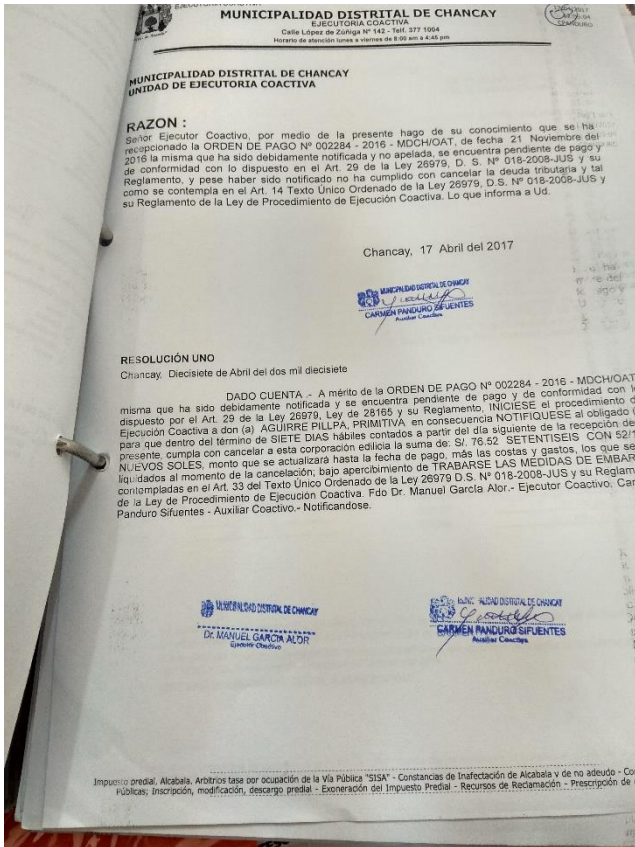 MUNICIPALIDAD DISTRITAL DE CHANCAY
EJECUTORIA COACTIVA
Calle López de Zúñiga N° 142 - Telf. 377 1004
Horario de atención lunes a viernes de 8:00 am a 4:45 pm
MUNICIPALIDAD DISTRITAL DE CHANCAY
UNIDAD DE EJECUTORIA COACTIVA
RAZON :
Señor Ejecutor Coactivo, por medio de la presente hago de su conocimiento que se ha
recepcionado la ORDEN DE PAGO Nº 002284 - 2016 - MDCH/OAT, de fecha 21 Noviembre del
2016 la misma que ha sido debidamente notificada y no apelada, se encuentra pendiente de pago y
de conformidad con lo dispuesto en el Art. 29 de la Ley 26979, D. S. Nº 018-2008-JUS y su
Reglamento, y pese haber sido notificado no ha cumplido con cancelar la deuda tributaria y tal
como se contempla en el Art. 14 Texto Único Ordenado de la Ley 26979, D.S. Nº 018-2008-JUS y
su Reglamento de la Ley de Procedimiento de Ejecución Coactiva. Lo que informa a Ud.
Chancay, 17 Abril del 2017
MUNICIPALIDAD DISTRITAL DE CHANCAY
CARMEN PANDURO SIFUENTES
Auxiliar Coactiva
RESOLUCIÓN UNO
Chancay, Diecisiete de Abril del dos mil diecisiete
DADO CUENTA .- A mérito de la ORDEN DE PAGO Nº 002284 - 2016 - MDCH/OAT
misma que ha sido debidamente notificada y se encuentra pendiente de pago y de conformidad con l
dispuesto por el Art. 29 de la Ley 26979, Ley de 28165 y su Reglamento, INICIESE el procedimiento d
Ejecución Coactiva a don (a) AGUIRRE PILLPA, PRIMITIVA en consecuencia NOTIFIQUESE al obligado (
para que dentro del término de SIETE DIAS hábiles contados a partir del día siguiente de la recepción de
presente, cumpla con cancelar a esta corporación edilicia la suma de: S/. 76.52 SETENTISEIS CON 52/1
NUEVOS SOLES, monto que se actualizará hasta la fecha de pago, más las costas y gastos, los que se
liquidados al momento de la cancelación; bajo apercibimiento de TRABARSE LAS MEDIDAS DE EMBAR
contempladas en el Art. 33 del Texto Único Ordenado de la Ley 26979 D.S. Nº 018-2008-JUS y su Reglam
de la Ley de Procedimiento de Ejecución Coactiva. Fdo Dr. Manuel García Alor.- Ejecutor Coactivo, Car
Panduro Sifuentes - Auxiliar Coactivo.- Notificandose.
MUNICIPALIDAD DISTRITAL DE CHANCAY
Dr. MANUEL GARCIA ALOR
Ejecutor Coactivo
MUNICIPALIDAD DISTRITAL DE CHANCAY
CARMEN PANDURO SIFUENTES
Auxiliar Coactiva
Impuesto predial, Alcabala, Arbitrios tasa por ocupación de la Vía Pública "SISA" - Constancias de Inafectación de Alcabala y de no adeudo - Co
Públicas; Inscripción, modificación, descargo predial - Exoneración del Impuesto Predial - Recursos de Reclamación - Prescripción de